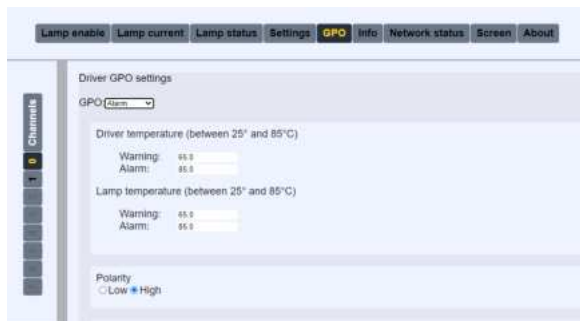 Lamp enable Lamp current Lamp status Settings GPO Info Network status Screen About
Channels
0
1
Driver GPO settings
GPO: Alarm
Driver temperature (between 25° and 85°C)
Warning: 65.0
Alarm: 85.0
Lamp temperature (between 25° and 85°C)
Warning: 65.0
Alarm: 85.0
Polarity
Low High